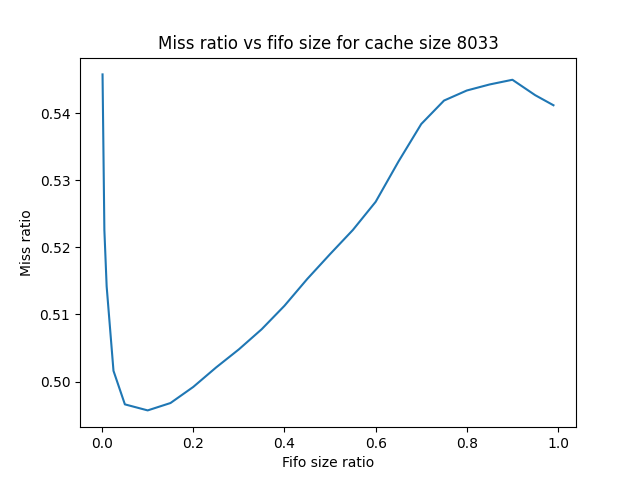 Miss ratio vs fifo size for cache size 8033
0.54
0.53
0.52
0.51
0.50
Miss ratio
0.0 0.2 0.4 0.6 0.8 1.0
Fifo size ratio